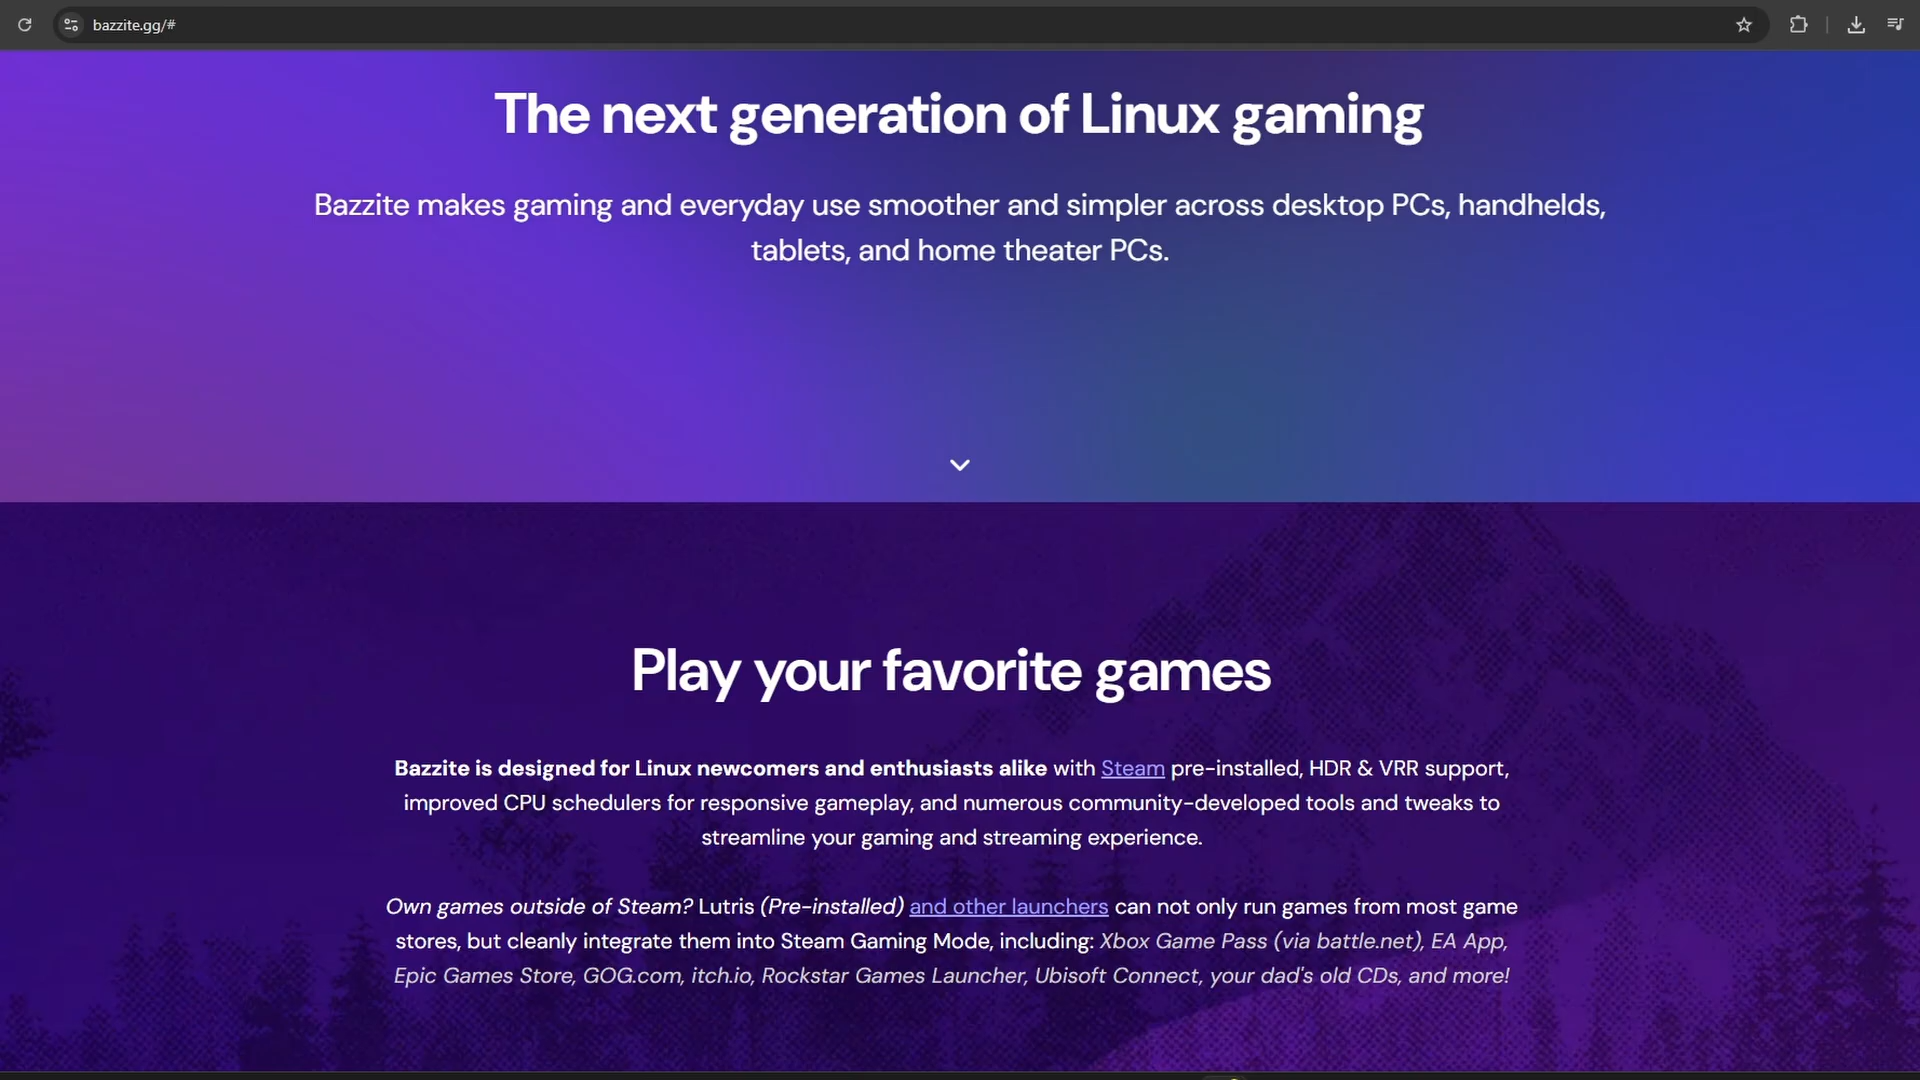 bazzite.gg/#
The next generation of Linux gaming
Bazzite makes gaming and everyday use smoother and simpler across desktop PCs, handhelds,
tablets, and home theater PCs.
Play your favorite games
Bazzite is designed for Linux newcomers and enthusiasts alike with Steam pre-installed, HDR & VRR support,
improved CPU schedulers for responsive gameplay, and numerous community-developed tools and tweaks to
streamline your gaming and streaming experience.
Own games outside of Steam? Lutris (Pre-installed) and other launchers can not only run games from most game
stores, but cleanly integrate them into Steam Gaming Mode, including: Xbox Game Pass (via battle.net), EA App,
Epic Games Store, GOG.com, itch.io, Rockstar Games Launcher, Ubisoft Connect, your dad's old CDs, and more!